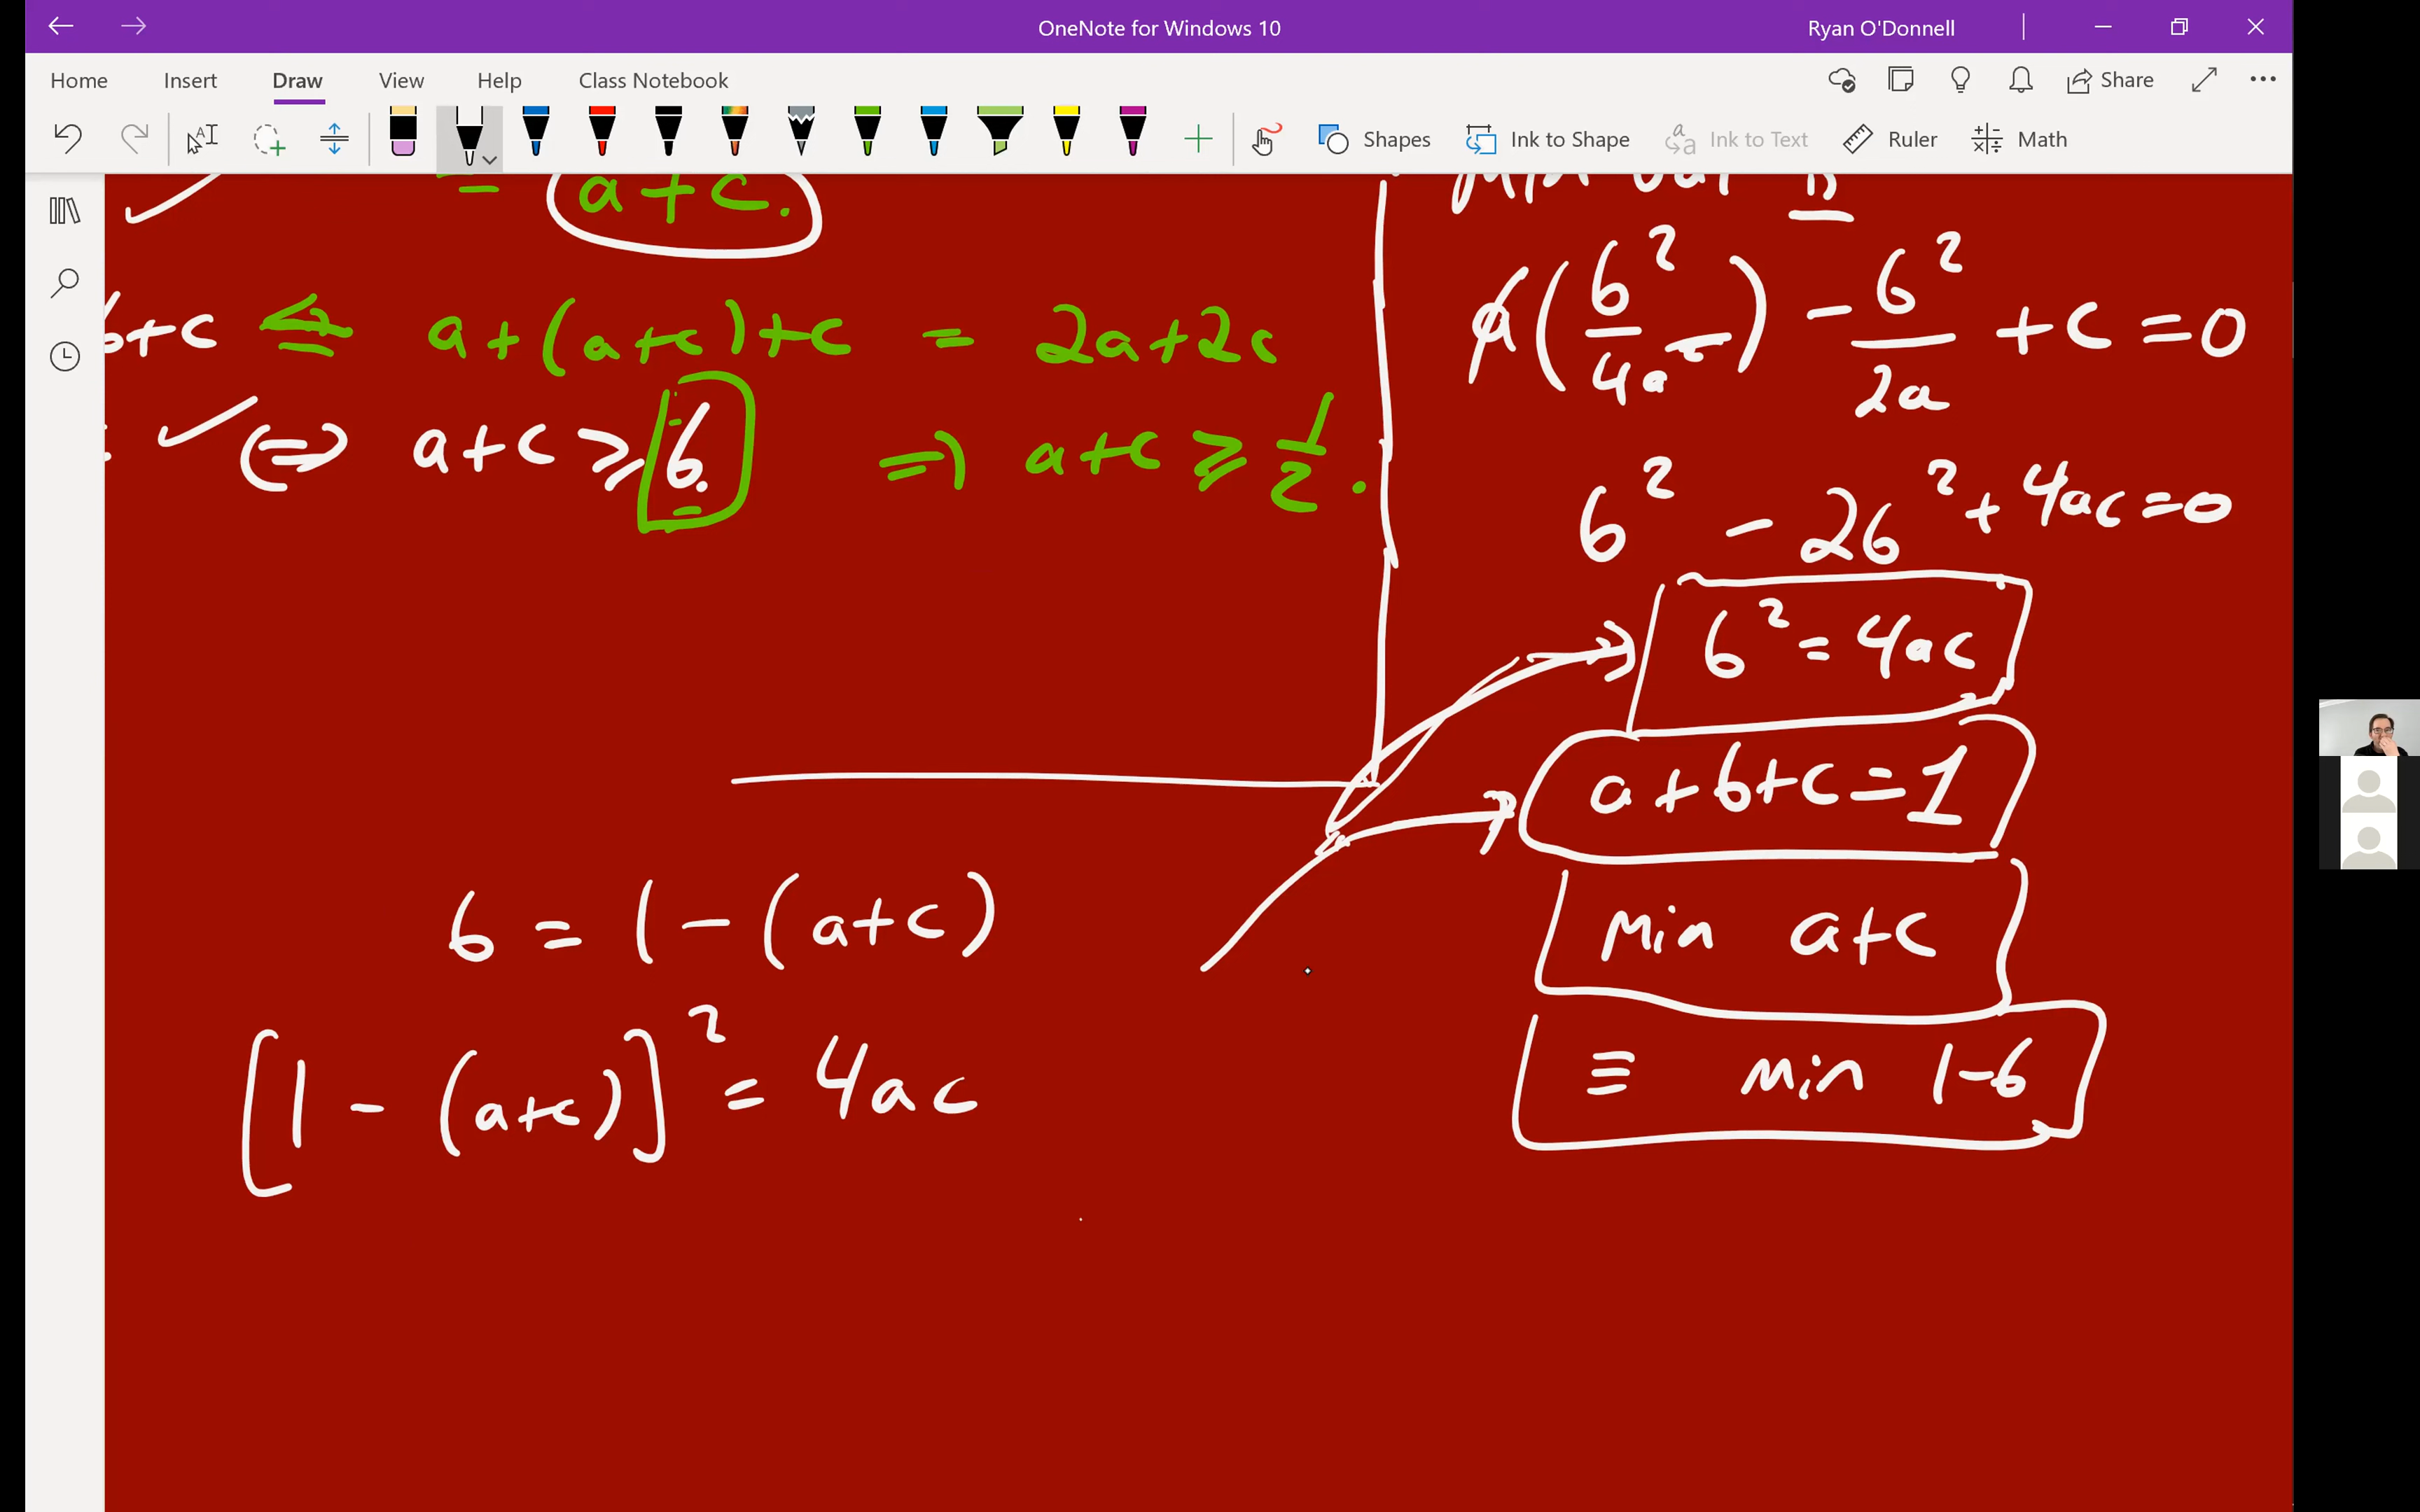 OneNote for Windows 10
Ryan O'Donnell
Home Insert Draw View Help Class Notebook
Share
Shapes Ink to Shape Ink to Text Ruler Math
= a+c.
b+c ≤ a+(a+c)+c = 2a+2c
⇔ a+c ≥ b. ⇒ a+c ≥ 1/2.
a(b²/4a²) - b²/2a + c = 0
b² - 2b² + 4ac = 0
b² = 4ac
a+b+c=1
Min a+c
≡ Min 1-b
b = 1-(a+c)
[1-(a+c)]² = 4ac